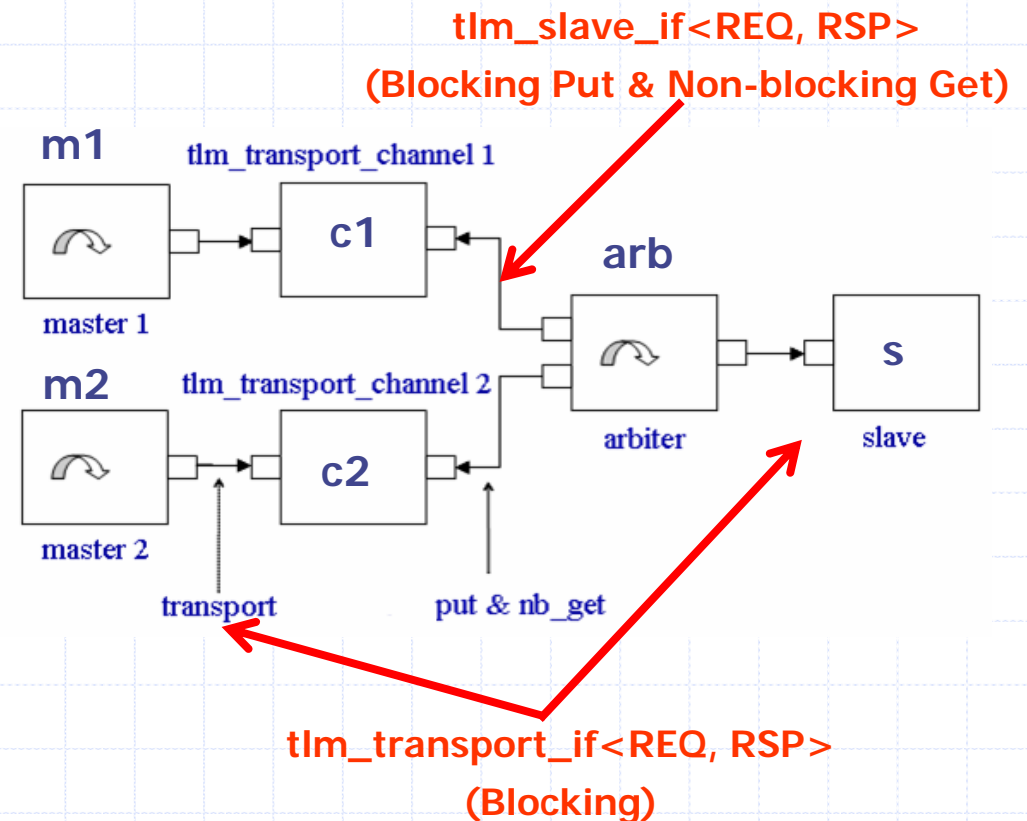 tlm_slave_if<REQ, RSP>
(Blocking Put & Non-blocking Get)
m1
tlm_transport_channel 1
c1
arb
master 1
s
m2
tlm_transport_channel 2
arbiter
slave
c2
master 2
transport
put & nb_get
tlm_transport_if<REQ, RSP>
(Blocking)